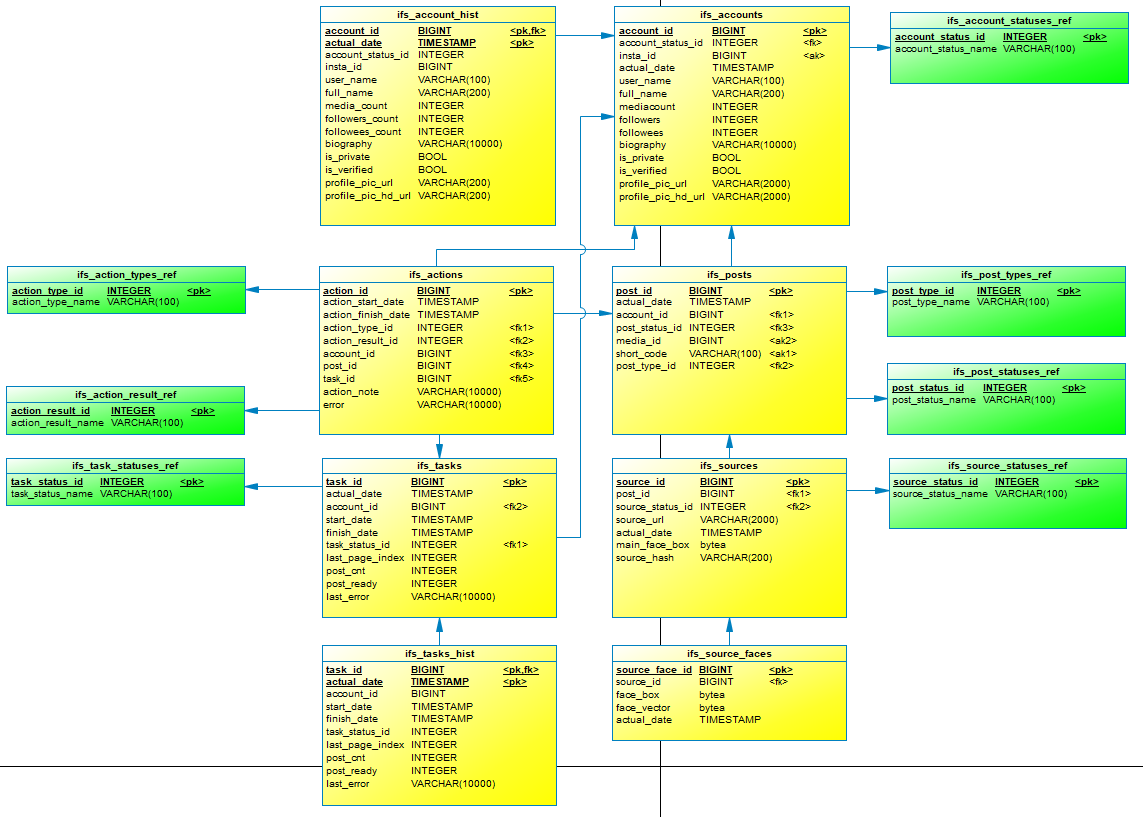 ifs_account_hist
account_id BIGINT <pk,fk>
actual_date TIMESTAMP <pk>
account_status_id INTEGER
insta_id BIGINT
user_name VARCHAR(100)
full_name VARCHAR(200)
media_count INTEGER
followers_count INTEGER
followees_count INTEGER
biography VARCHAR(10000)
is_private BOOL
is_verified BOOL
profile_pic_url VARCHAR(200)
profile_pic_hd_url VARCHAR(200)
ifs_accounts
account_id BIGINT <pk>
account_status_id INTEGER <fk>
insta_id BIGINT <ak>
actual_date TIMESTAMP
user_name VARCHAR(100)
full_name VARCHAR(200)
mediacount INTEGER
followers INTEGER
followees INTEGER
biography VARCHAR(10000)
is_private BOOL
is_verified BOOL
profile_pic_url VARCHAR(2000)
profile_pic_hd_url VARCHAR(2000)
ifs_account_statuses_ref
account_status_id INTEGER <pk>
account_status_name VARCHAR(100)
ifs_action_types_ref
action_type_id INTEGER <pk>
action_type_name VARCHAR(100)
ifs_actions
action_id BIGINT <pk>
action_start_date TIMESTAMP
action_finish_date TIMESTAMP
action_type_id INTEGER <fk1>
action_result_id INTEGER <fk2>
account_id BIGINT <fk3>
post_id BIGINT <fk4>
task_id BIGINT <fk5>
action_note VARCHAR(10000)
error VARCHAR(10000)
ifs_posts
post_id BIGINT <pk>
actual_date TIMESTAMP
account_id BIGINT <fk1>
post_status_id INTEGER <fk3>
media_id BIGINT <ak2>
short_code VARCHAR(100) <ak1>
post_type_id INTEGER <fk2>
ifs_post_types_ref
post_type_id INTEGER <pk>
post_type_name VARCHAR(100)
ifs_action_result_ref
action_result_id INTEGER <pk>
action_result_name VARCHAR(100)
ifs_post_statuses_ref
post_status_id INTEGER <pk>
post_status_name VARCHAR(100)
ifs_task_statuses_ref
task_status_id INTEGER <pk>
task_status_name VARCHAR(100)
ifs_tasks
task_id BIGINT <pk>
actual_date TIMESTAMP
account_id BIGINT <fk2>
start_date TIMESTAMP
finish_date TIMESTAMP
task_status_id INTEGER <fk1>
last_page_index INTEGER
post_cnt INTEGER
post_ready INTEGER
last_error VARCHAR(10000)
ifs_sources
source_id BIGINT <pk>
post_id BIGINT <fk1>
source_status_id INTEGER <fk2>
source_url VARCHAR(2000)
actual_date TIMESTAMP
main_face_box bytea
source_hash VARCHAR(200)
ifs_source_statuses_ref
source_status_id INTEGER <pk>
source_status_name VARCHAR(100)
ifs_tasks_hist
task_id BIGINT <pk,fk>
actual_date TIMESTAMP <pk>
account_id BIGINT
start_date TIMESTAMP
finish_date TIMESTAMP
task_status_id INTEGER
last_page_index INTEGER
post_cnt INTEGER
post_ready INTEGER
last_error VARCHAR(10000)
ifs_source_faces
source_face_id BIGINT <pk>
source_id BIGINT <fk>
face_box bytea
face_vector bytea
actual_date TIMESTAMP